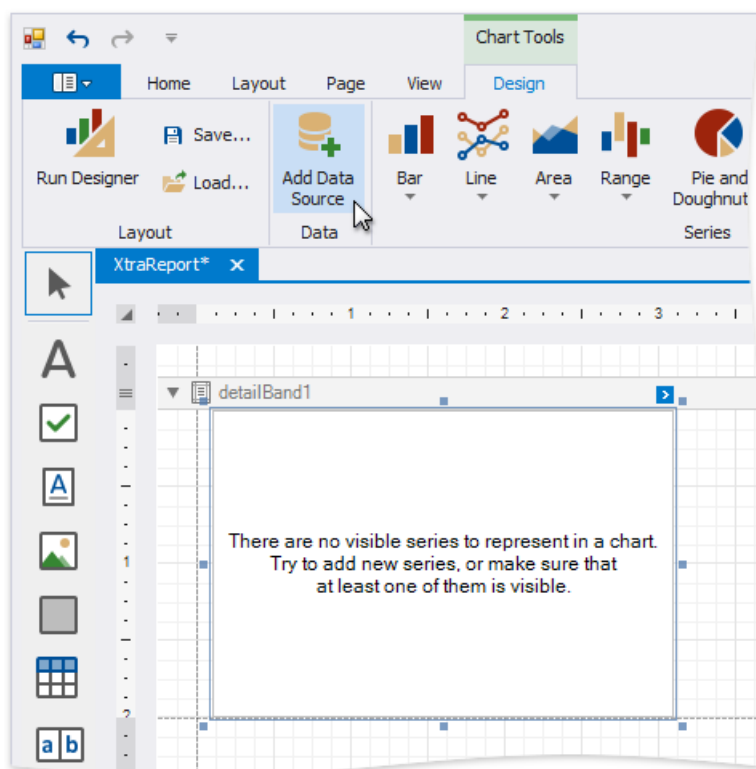 Chart Tools
Home Layout Page View Design
Run Designer
Save...
Load...
Add Data
Source
Bar
Line
Area
Range
Pie and
Doughnut
Layout
Data
Series
XtraReport*
1 2 3
detailBand1
There are no visible series to represent in a chart.
Try to add new series, or make sure that
at least one of them is visible.
A
A
1
2
a b